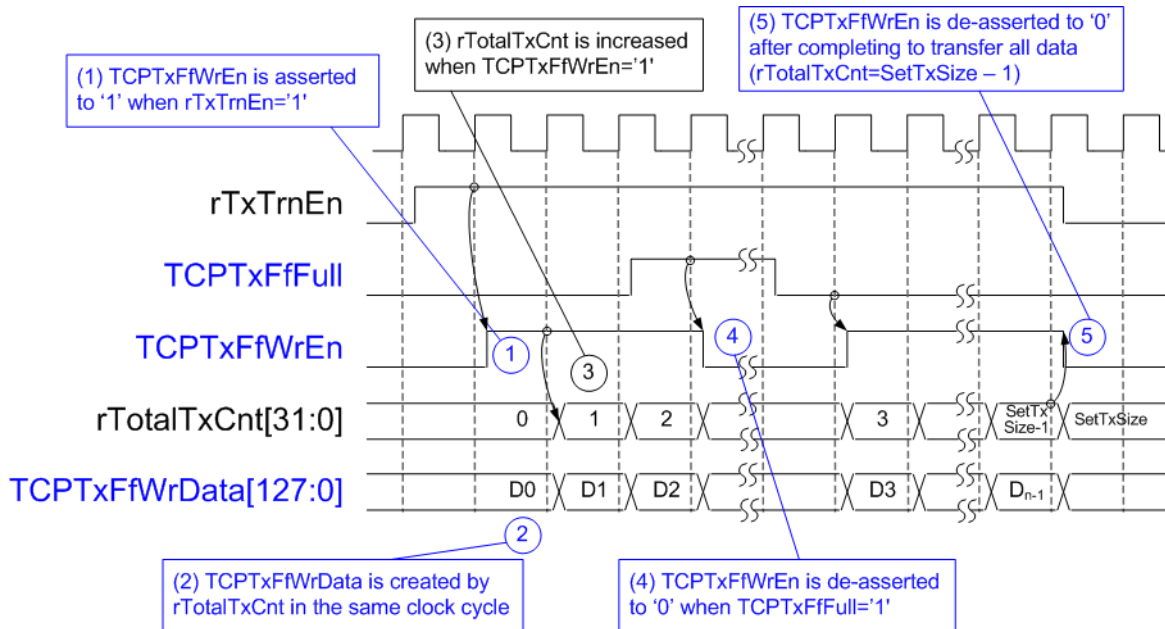 (5) TCPTxFfWrEn is de-asserted to ‘0’
after completing to transfer all data
(rTotalTxCnt=SetTxSize – 1)
(3) rTotalTxCnt is increased
when TCPTxFfWrEn=’1'
(1) TCPTxFfWrEn is asserted
to ‘1’ when rTxTrnEn=’1'
rTxTrnEn
TCPTxFfFull
TCPTxFfWrEn
1
3
4
5
rTotalTxCnt[31:0]
0
1
2
3
SetTx
Size-1
SetTxSize
TCPTxFfWrData[127:0]
D0
D1
D2
D3
Dn-1
2
(2) TCPTxFfWrData is created by
rTotalTxCnt in the same clock cycle
(4) TCPTxFfWrEn is de-asserted
to ‘0’ when TCPTxFfFull=’1'